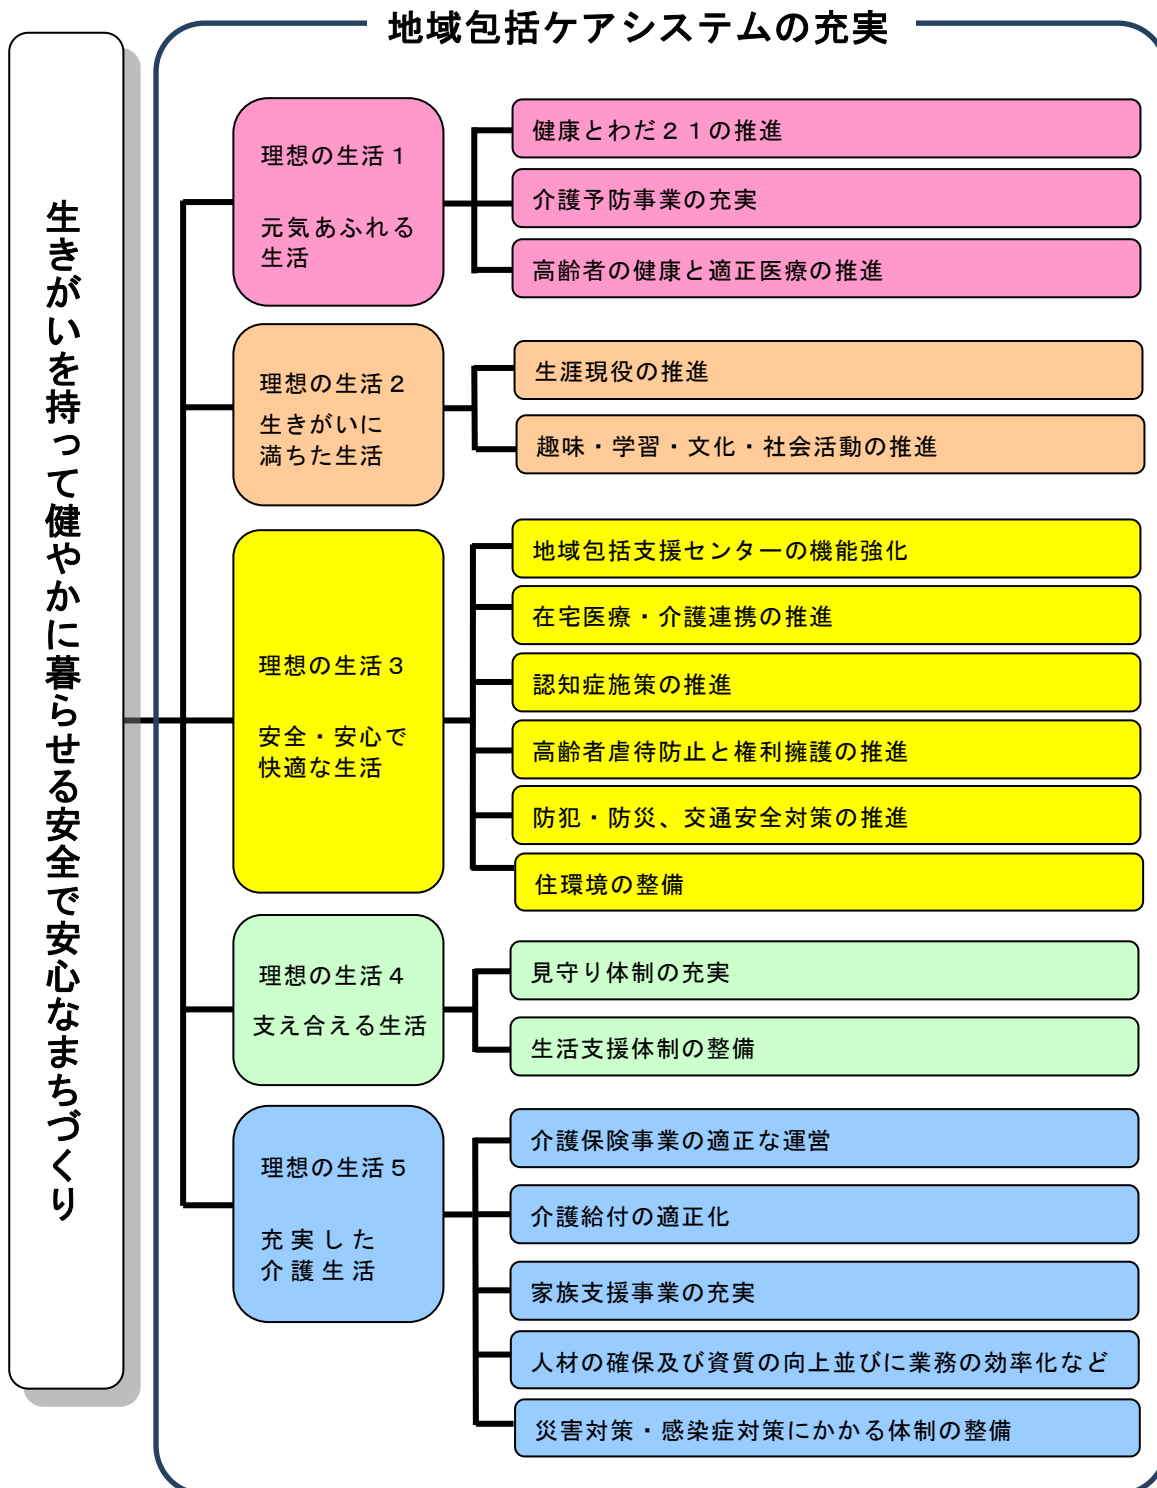 地域包括ケアシステムの充実
生きがいを持って健やかに暮らせる安全で安心なまちづくり
理想の生活１
元気あふれる
生活
健康とわだ２１の推進
介護予防事業の充実
高齢者の健康と適正医療の推進
理想の生活２
生きがいに
満ちた生活
生涯現役の推進
趣味・学習・文化・社会活動の推進
理想の生活３
安全・安心で
快適な生活
地域包括支援センターの機能強化
在宅医療・介護連携の推進
認知症施策の推進
高齢者虐待防止と権利擁護の推進
防犯・防災、交通安全対策の推進
住環境の整備
理想の生活４
支え合える生活
見守り体制の充実
生活支援体制の整備
理想の生活５
充実した
介護生活
介護保険事業の適正な運営
介護給付の適正化
家族支援事業の充実
人材の確保及び資質の向上並びに業務の効率化など
災害対策・感染症対策にかかる体制の整備